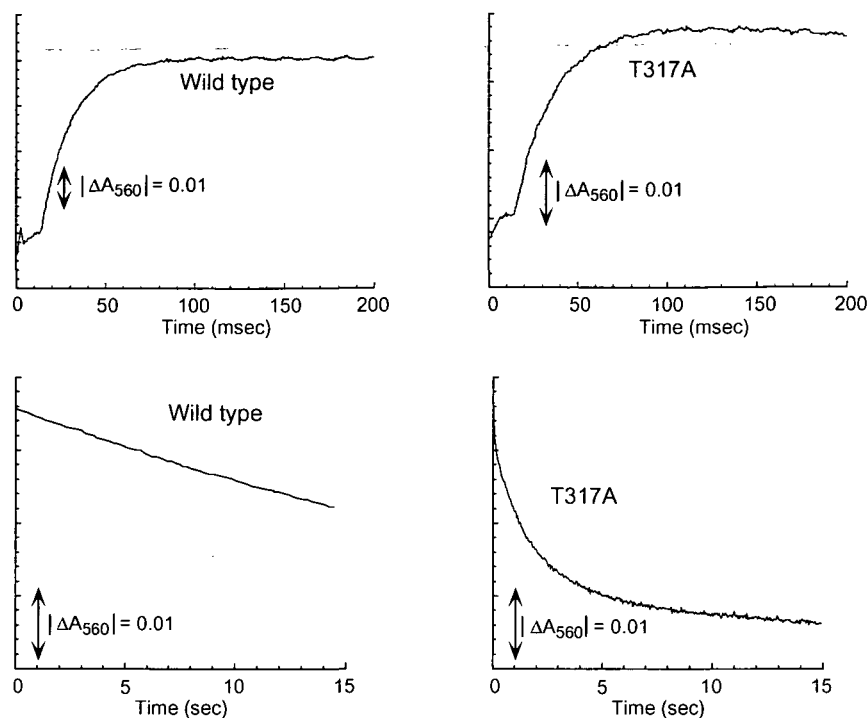 Wild type
|ΔA560| = 0.01
0 50 100 150 200
Time (msec)
T317A
|ΔA560| = 0.01
0 50 100 150 200
Time (msec)
Wild type
|ΔA560| = 0.01
0 5 10 15
Time (sec)
T317A
|ΔA560| = 0.01
0 5 10 15
Time (sec)